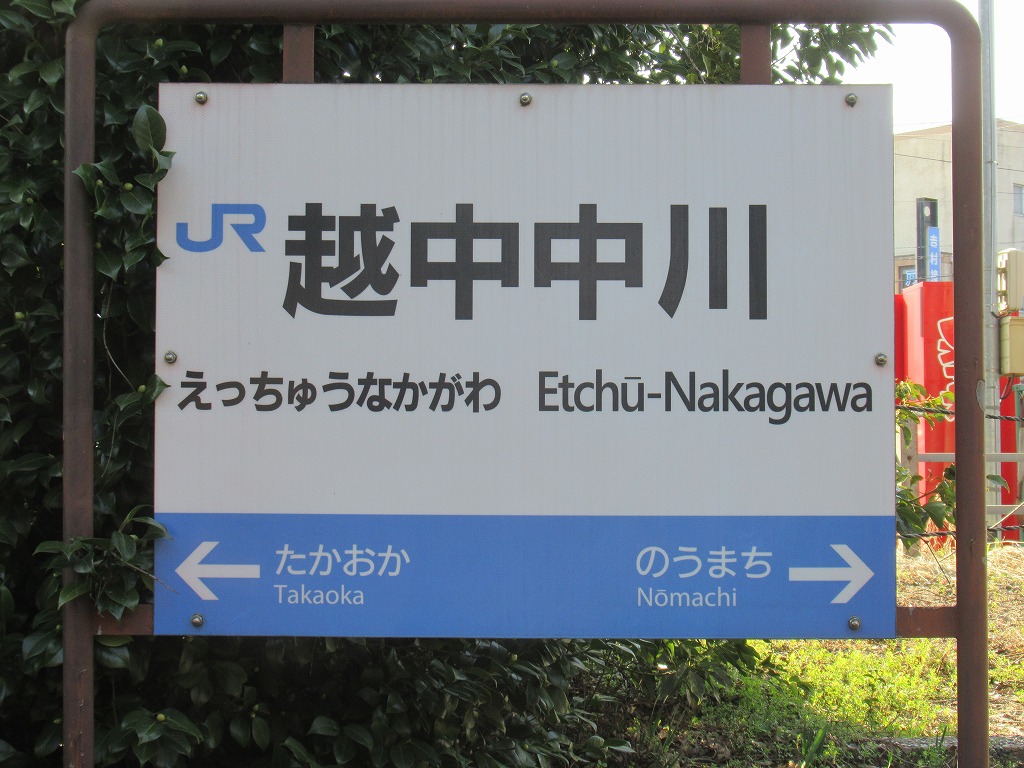 JR 越中中川
えっちゅうなかがわ Etchū-Nakagawa
たかおか
Takaoka
のうまち
Nōmachi